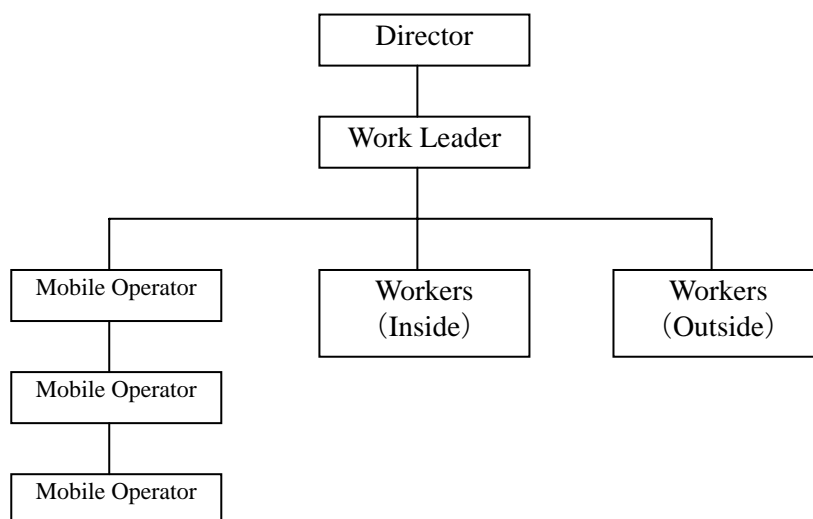 Director
Work Leader
Mobile Operator
Workers
（Inside）
Workers
（Outside）
Mobile Operator
Mobile Operator